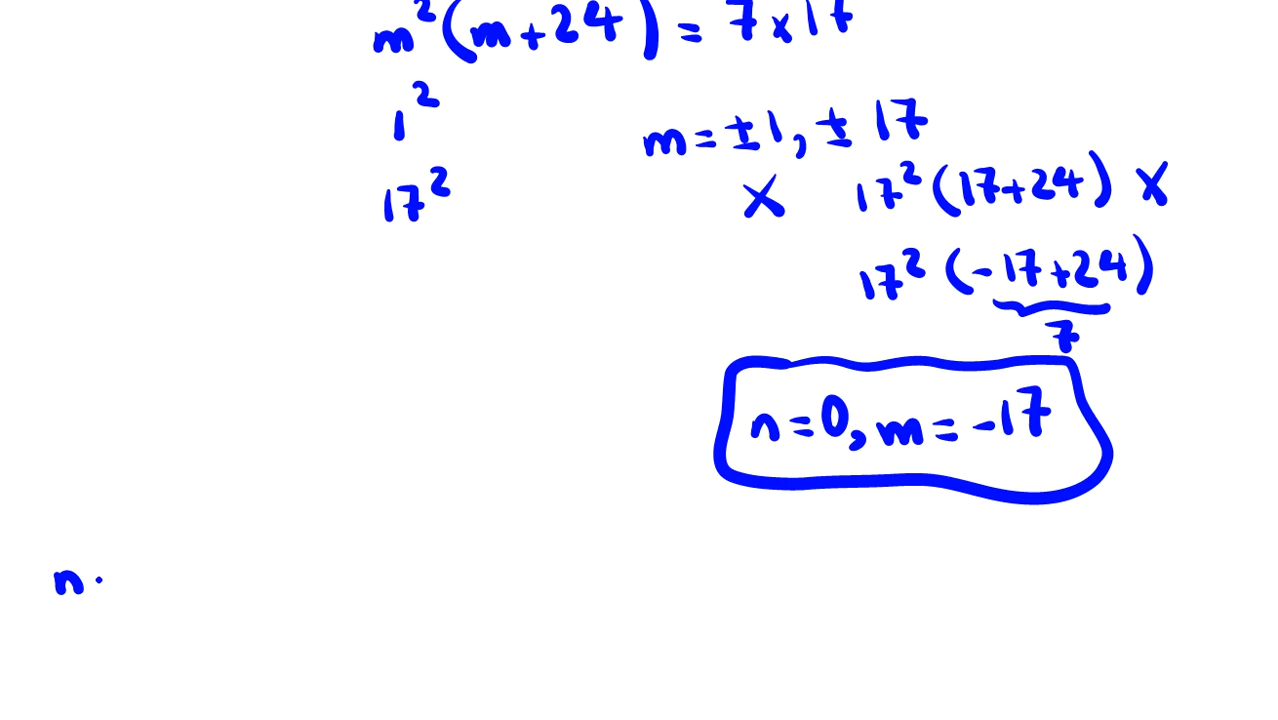 m²(m+24) = 7×17
1²
m=±1, ±17
17²
X 17²(17+24) X
17²(-17+24)
7
n=0, m=-17
n ·